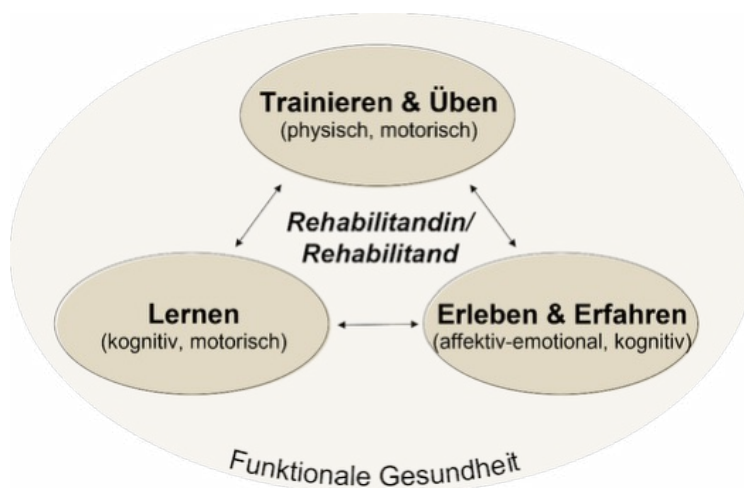 Trainieren & Üben
(physisch, motorisch)
Rehabilitandin/
Rehabilitand
Lernen
(kognitiv, motorisch)
Erleben & Erfahren
(affektiv-emotional, kognitiv)
Funktionale Gesundheit